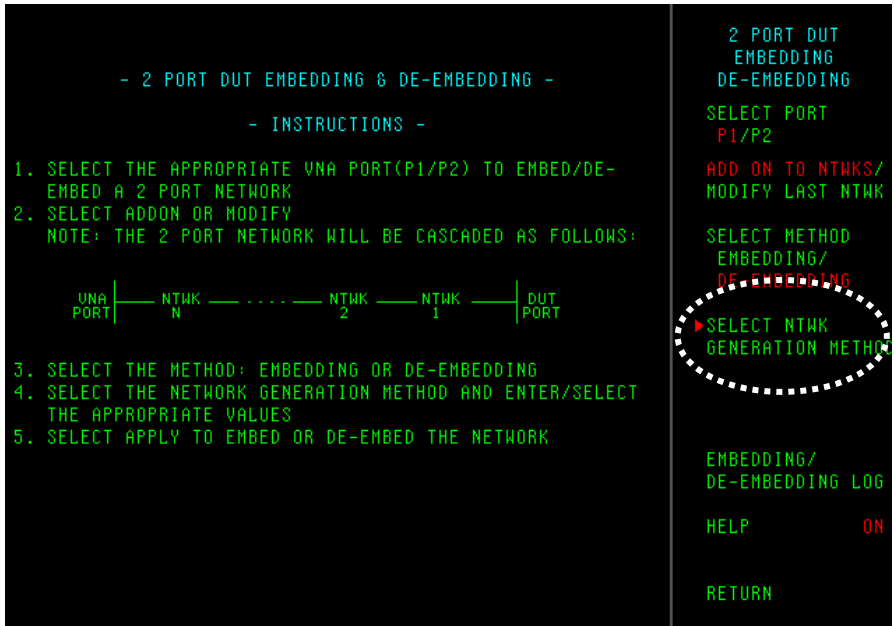 - 2 PORT DUT EMBEDDING & DE-EMBEDDING -
- INSTRUCTIONS -
1. SELECT THE APPROPRIATE VNA PORT(P1/P2) TO EMBED/DE-
EMBED A 2 PORT NETWORK
2. SELECT ADDON OR MODIFY
NOTE: THE 2 PORT NETWORK WILL BE CASCADED AS FOLLOWS:
VNA NTWK .... NTWK NTWK DUT
PORT N 2 1 PORT
3. SELECT THE METHOD: EMBEDDING OR DE-EMBEDDING
4. SELECT THE NETWORK GENERATION METHOD AND ENTER/SELECT
THE APPROPRIATE VALUES
5. SELECT APPLY TO EMBED OR DE-EMBED THE NETWORK
2 PORT DUT
EMBEDDING
DE-EMBEDDING
SELECT PORT
P1/P2
ADD ON TO NTWKS/
MODIFY LAST NTWK
SELECT METHOD
EMBEDDING/
DE-EMBEDDING
SELECT NTWK
GENERATION METHOD
EMBEDDING/
DE-EMBEDDING LOG
HELP ON
RETURN